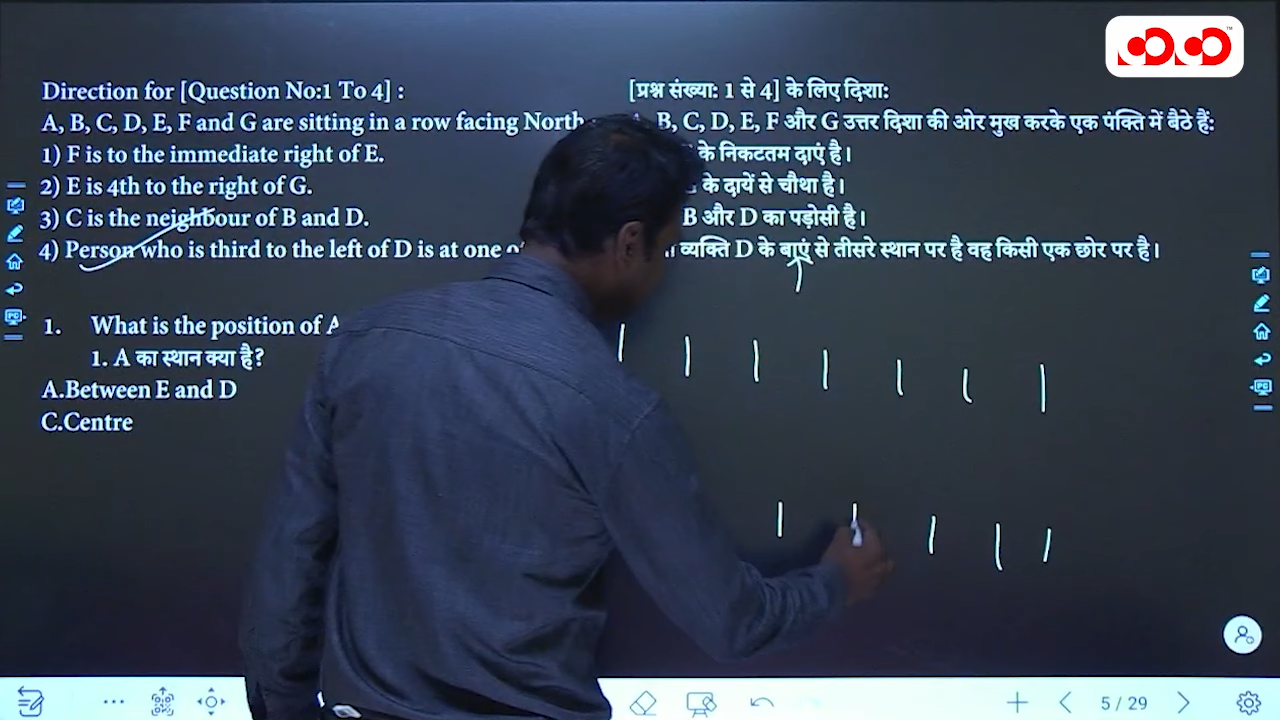 Direction for [Question No:1 To 4] :
A, B, C, D, E, F and G are sitting in a row facing North
1) F is to the immediate right of E.
2) E is 4th to the right of G.
3) C is the neighbour of B and D.
4) Person who is third to the left of D is at one
1. What is the position of A
1. A का स्थान क्या है?
A.Between E and D
C.Centre
[प्रश्न संख्या: 1 से 4] के लिए दिशा:
B, C, D, E, F और G उत्तर दिशा की ओर मुख करके एक पंक्ति में बैठे हैं:
के निकटतम दाएं है।
के दायें से चौथा है।
B और D का पड़ोसी है।
व्यक्ति D के बाएं से तीसरे स्थान पर है वह किसी एक छोर पर है।
PC
PC
5 / 29